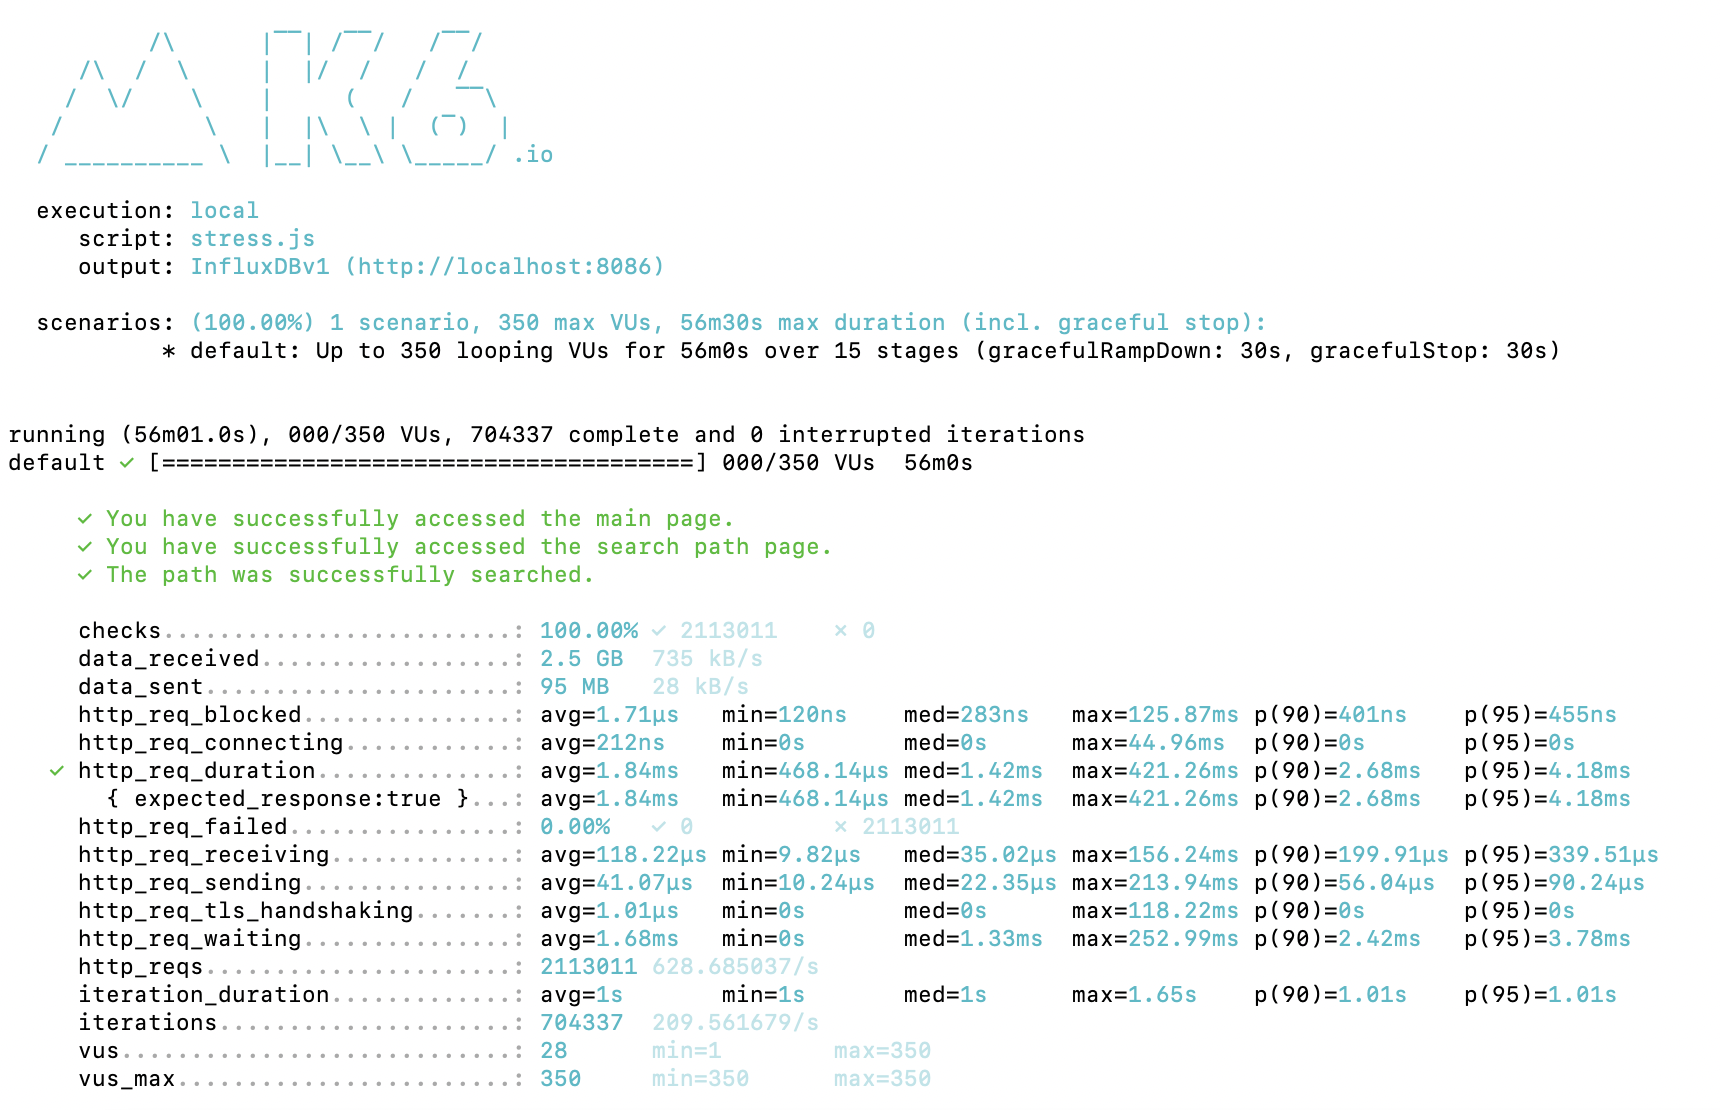 /\      |‾‾| /‾‾/   /‾‾/
     /\  /  \     |  |/  /   /  /
    /  \/    \    |     (   /   ‾‾\
   /          \   |  |\  \ |  (‾)  |
  / __________ \  |__| \__\ \_____/ .io

  execution: local
     script: stress.js
     output: InfluxDBv1 (http://localhost:8086)

  scenarios: (100.00%) 1 scenario, 350 max VUs, 56m30s max duration (incl. graceful stop):
           * default: Up to 350 looping VUs for 56m0s over 15 stages (gracefulRampDown: 30s, gracefulStop: 30s)

running (56m01.0s), 000/350 VUs, 704337 complete and 0 interrupted iterations
default ✓ [======================================] 000/350 VUs  56m0s

     ✓ You have successfully accessed the main page.
     ✓ You have successfully accessed the search path page.
     ✓ The path was successfully searched.

     checks.........................: 100.00% ✓ 2113011    ✗ 0
     data_received..................: 2.5 GB  735 kB/s
     data_sent......................: 95 MB   28 kB/s
     http_req_blocked...............: avg=1.71µs   min=120ns    med=283ns   max=125.87ms p(90)=401ns    p(95)=455ns
     http_req_connecting............: avg=212ns    min=0s       med=0s      max=44.96ms  p(90)=0s       p(95)=0s
   ✓ http_req_duration..............: avg=1.84ms   min=468.14µs med=1.42ms  max=421.26ms p(90)=2.68ms   p(95)=4.18ms
       { expected_response:true }...: avg=1.84ms   min=468.14µs med=1.42ms  max=421.26ms p(90)=2.68ms   p(95)=4.18ms
     http_req_failed................: 0.00%   ✓ 0          ✗ 2113011
     http_req_receiving.............: avg=118.22µs min=9.82µs   med=35.02µs max=156.24ms p(90)=199.91µs p(95)=339.51µs
     http_req_sending...............: avg=41.07µs  min=10.24µs  med=22.35µs max=213.94ms p(90)=56.04µs  p(95)=90.24µs
     http_req_tls_handshaking.......: avg=1.01µs   min=0s       med=0s      max=118.22ms p(90)=0s       p(95)=0s
     http_req_waiting...............: avg=1.68ms   min=0s       med=1.33ms  max=252.99ms p(90)=2.42ms   p(95)=3.78ms
     http_reqs......................: 2113011 628.685037/s
     iteration_duration.............: avg=1s       min=1s       med=1s      max=1.65s    p(90)=1.01s    p(95)=1.01s
     iterations.....................: 704337  209.561679/s
     vus............................: 28      min=1        max=350
     vus_max........................: 350     min=350      max=350